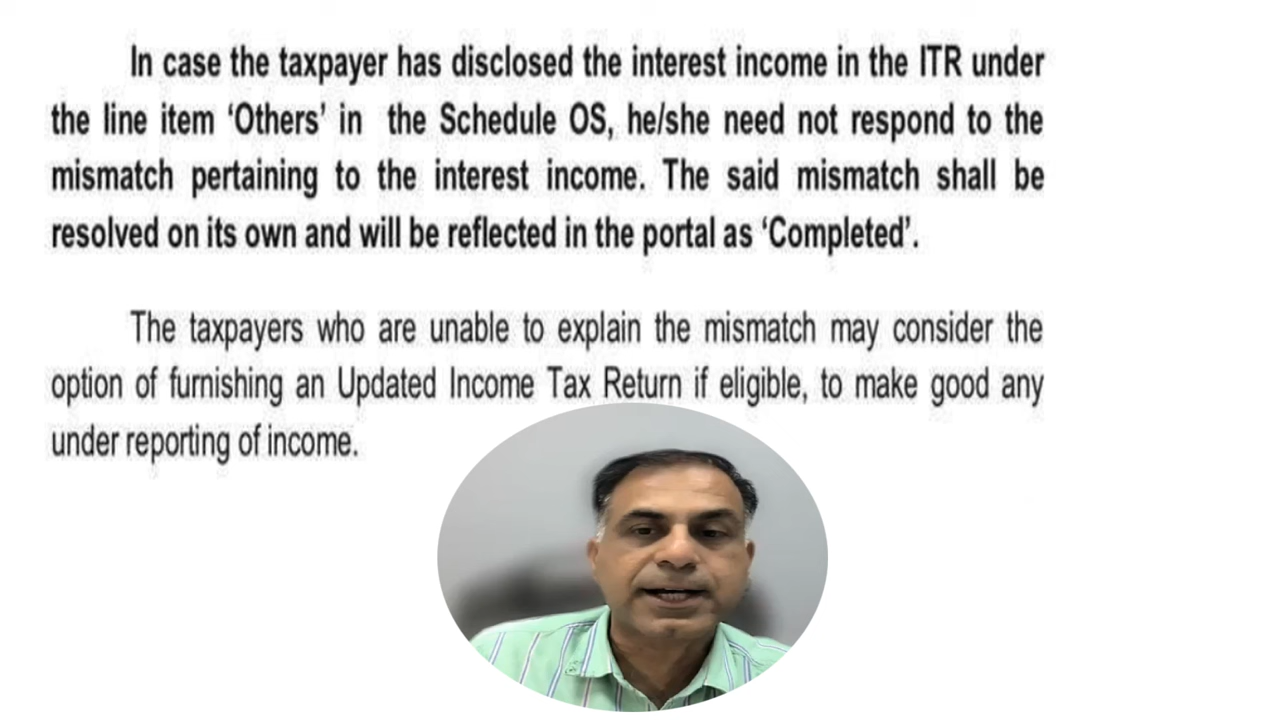 In case the taxpayer has disclosed the interest income in the ITR under
the line item ‘Others’ in the Schedule OS, he/she need not respond to the
mismatch pertaining to the interest income. The said mismatch shall be
resolved on its own and will be reflected in the portal as ‘Completed’.
The taxpayers who are unable to explain the mismatch may consider the
option of furnishing an Updated Income Tax Return if eligible, to make good any
under reporting of income.